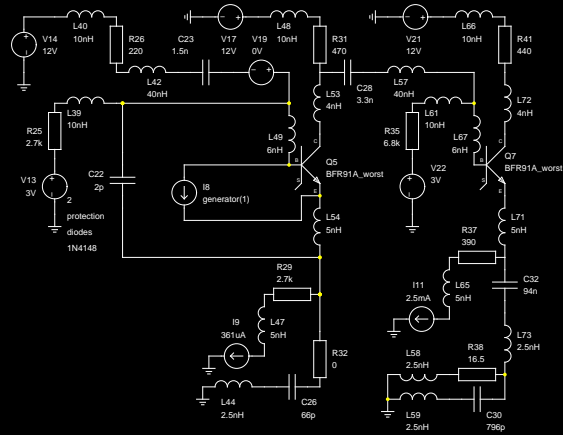 V14
12V
L40
10nH
R26
220
C23
1.5n
V17
12V
V19
0V
L48
10nH
R31
470
V21
12V
L66
10nH
R41
440
L42
40nH
C28
3.3n
L57
40nH
L53
4nH
L72
4nH
L39
10nH
R25
2.7k
V13
3V
2
protection
diodes
1N4148
C22
2p
L49
6nH
I8
generator(1)
C
B
S
E
Q5
BFR91A_worst
L61
10nH
R35
6.8k
V22
3V
L67
6nH
C
B
S
E
Q7
BFR91A_worst
L54
5nH
L71
5nH
R29
2.7k
I9
361uA
L47
5nH
R32
0
L44
2.5nH
C26
66p
R37
390
I11
2.5mA
L65
5nH
C32
94n
L73
2.5nH
L58
2.5nH
R38
16.5
L59
2.5nH
C30
796p